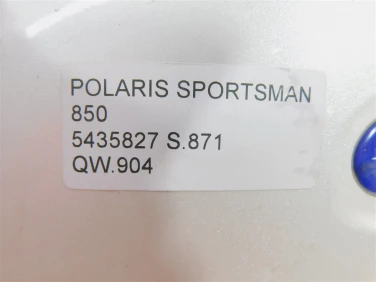 POLARIS SPORTSMAN
850
5435827 S.871
QW.904